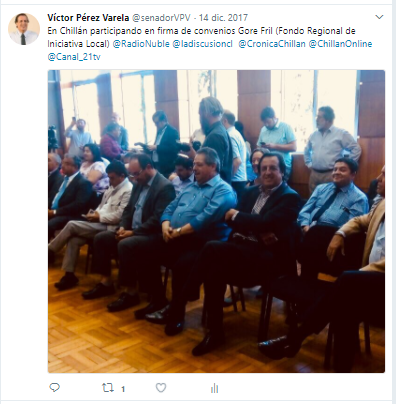 Víctor Pérez Varela @senadorVPV · 14 dic. 2017
En Chillán participando en firma de convenios Gore Fril (Fondo Regional de
Iniciativa Local) @RadioNuble @ladiscusioncl @CronicaChillan @ChillanOnline
@Canal_21tv
1